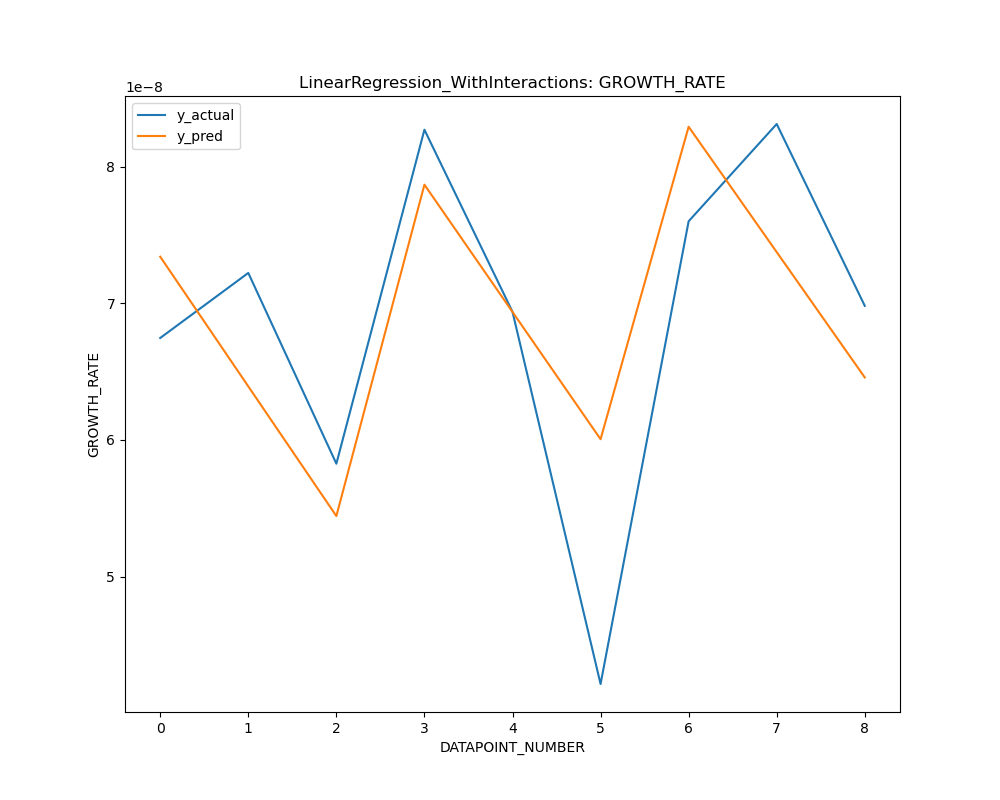 LinearRegression_WithInteractions: GROWTH_RATE
1e−8
y_actual
y_pred
8
7
6
5
GROWTH_RATE
0 1 2 3 4 5 6 7 8
DATAPOINT_NUMBER